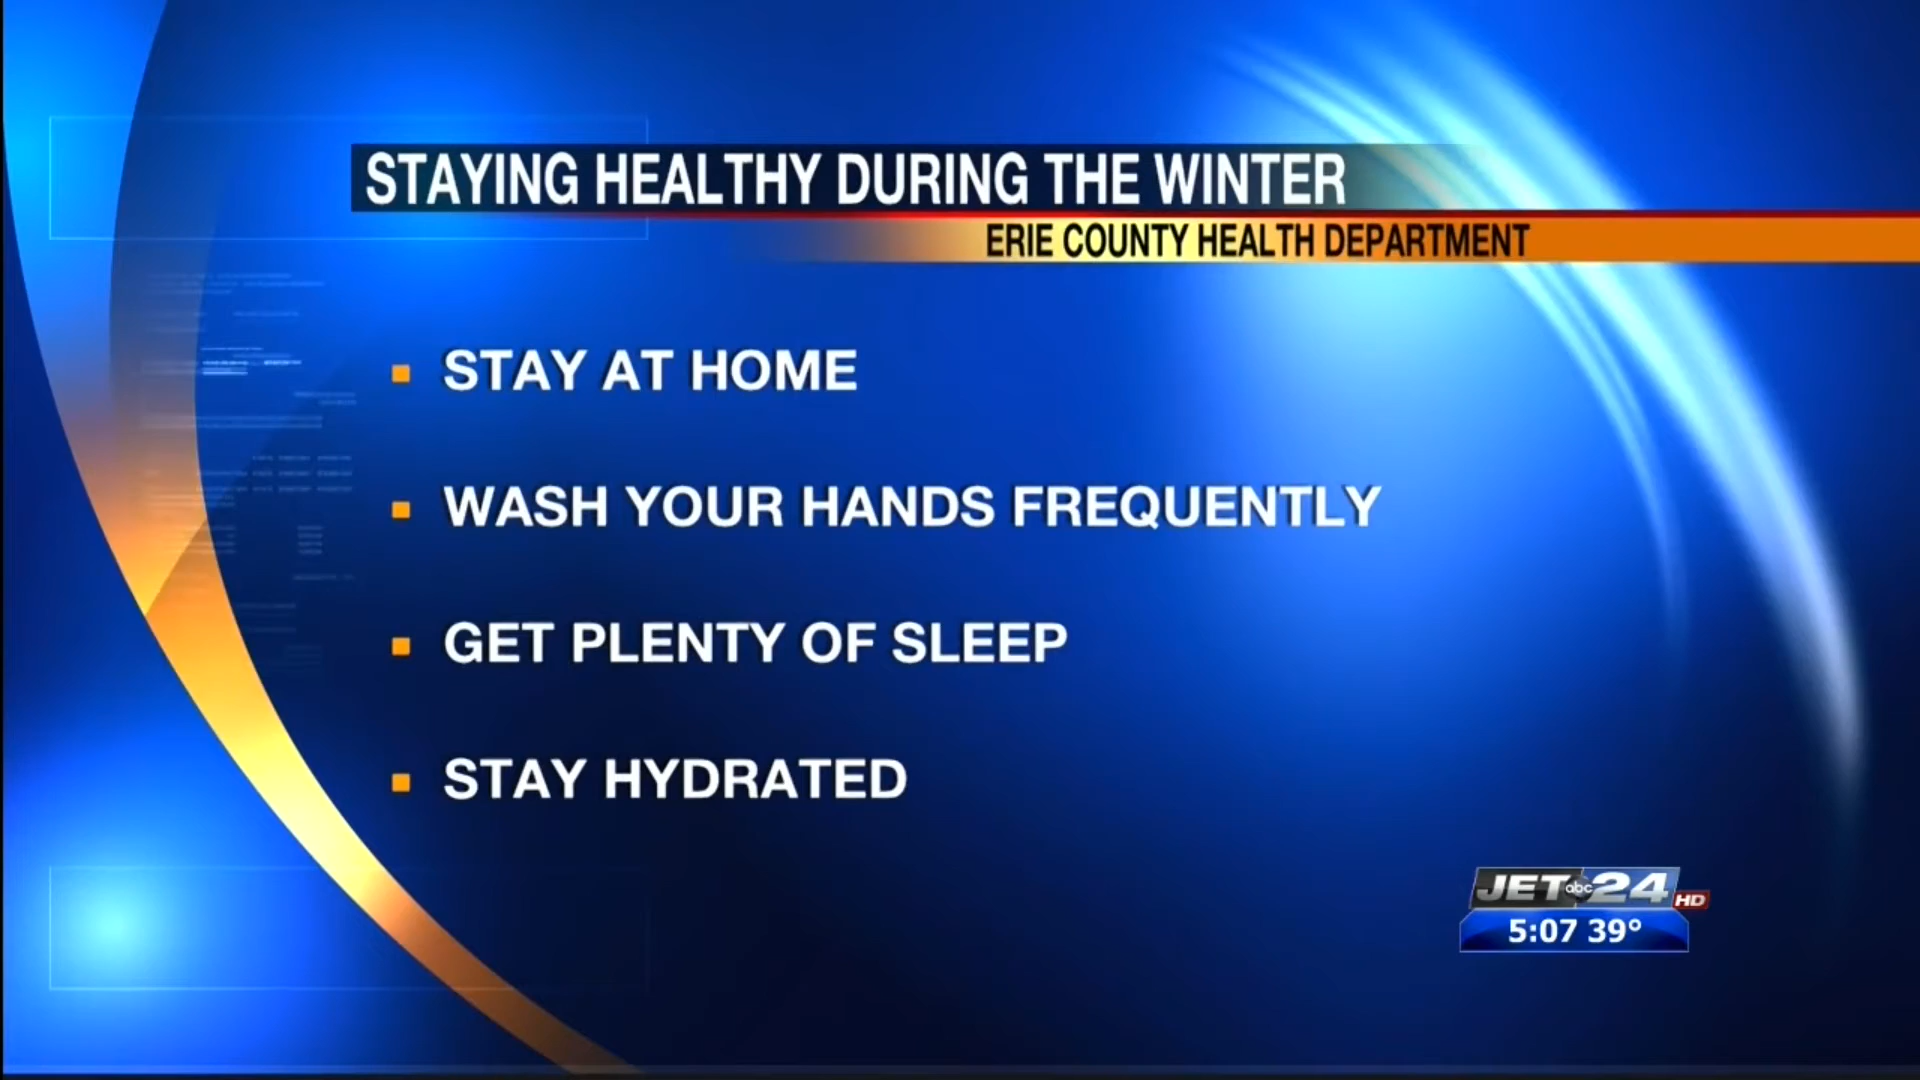 STAYING HEALTHY DURING THE WINTER
ERIE COUNTY HEALTH DEPARTMENT
STAY AT HOME
WASH YOUR HANDS FREQUENTLY
GET PLENTY OF SLEEP
STAY HYDRATED
JET abc 24 HD
5:07 39°